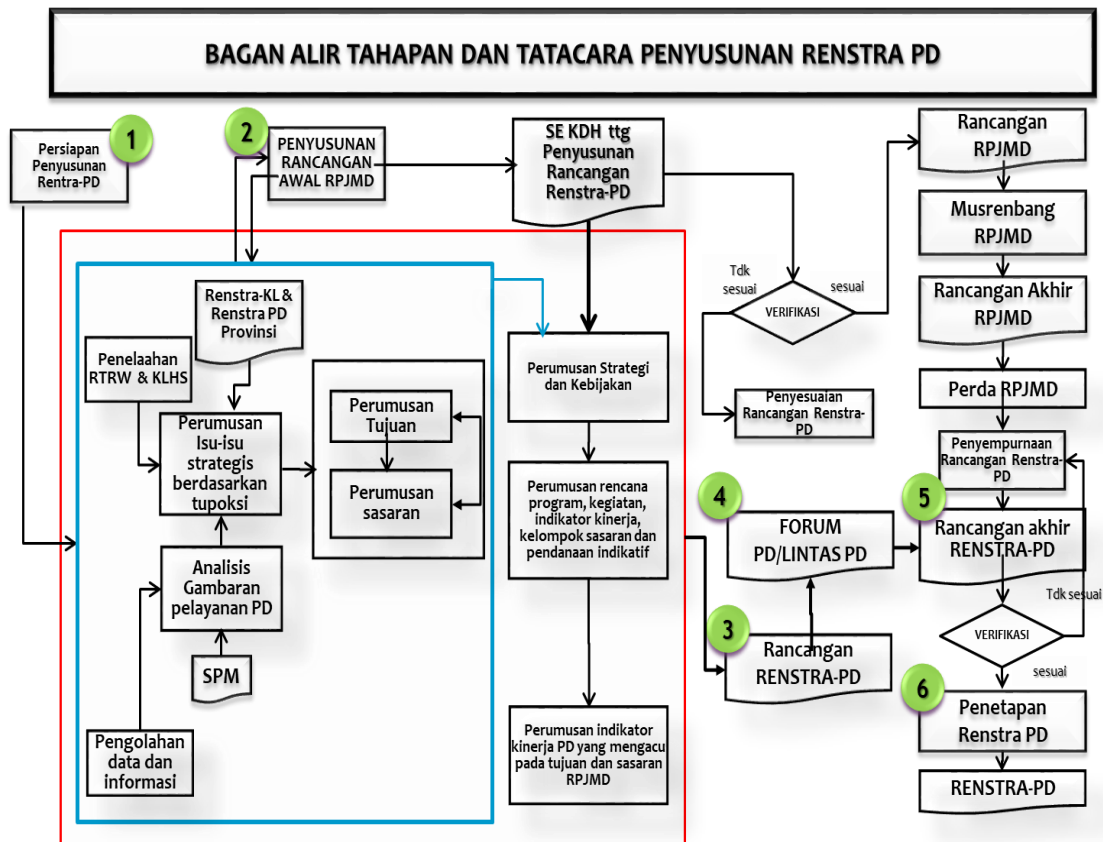 BAGAN ALIR TAHAPAN DAN TATACARA PENYUSUNAN RENSTRA PD
1
Persiapan
Penyusunan
Rentra-PD
2
PENYUSUNAN
RANCANGAN
AWAL RPJMD
SE KDH ttg
Penyusunan
Rancangan
Renstra-PD
Rancangan
RPJMD
Musrenbang
RPJMD
Rancangan Akhir
RPJMD
Perda RPJMD
Penyempurnaan
Rancangan Renstra-
PD
Tdk
sesuai
sesuai
VERIFIKASI
Penyesuaian
Rancangan Renstra-
PD
Renstra-KL &
Renstra PD
Provinsi
Penelaahan
RTRW & KLHS
Perumusan
Isu-isu
strategis
berdasarkan
tupoksi
Perumusan
Tujuan
Perumusan
sasaran
Analisis
Gambaran
pelayanan PD
SPM
Pengolahan
data dan
informasi
Perumusan Strategi
dan Kebijakan
Perumusan rencana
program, kegiatan,
indikator kinerja,
kelompok sasaran dan
pendanaan indikatif
Perumusan indikator
kinerja PD yang mengacu
pada tujuan dan sasaran
RPJMD
3
Rancangan
RENSTRA-PD
4
FORUM
PD/LINTAS PD
5
Rancangan akhir
RENSTRA-PD
Tdk sesuai
VERIFIKASI
sesuai
6
Penetapan
Renstra PD
RENSTRA-PD